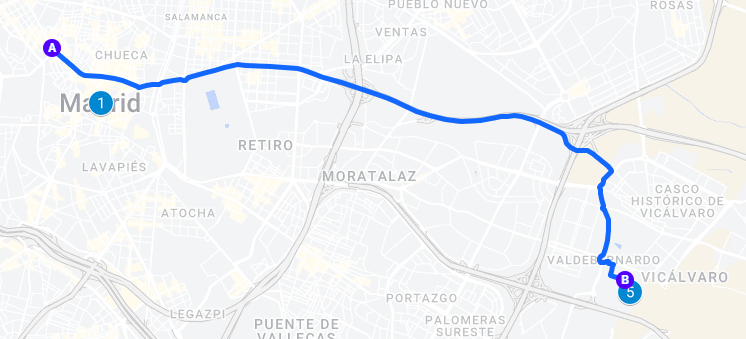 PUEBLO NUEVO
ROSAS
SALAMANCA
VENTAS
A
CHUECA
LA ELIPA
Madrid
1
RETIRO
LAVAPIÉS
MORATALAZ
CASCO
HISTÓRICO DE
VICÁLVARO
ATOCHA
VALDEBERNARDO
B
VICÁLVARO
5
PORTAZGO
LEGAZPI
PUENTE DE
VALLECAS
PALOMERAS
SURESTE